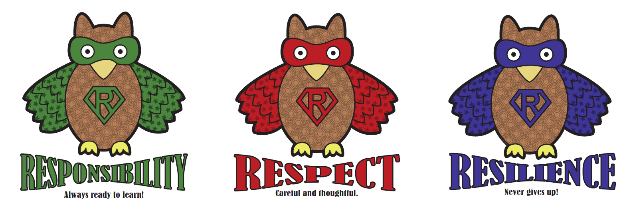 R
RESPONSIBILITY
Always ready to learn!
R
RESPECT
Careful and thoughtful.
R
RESILIENCE
Never gives up!